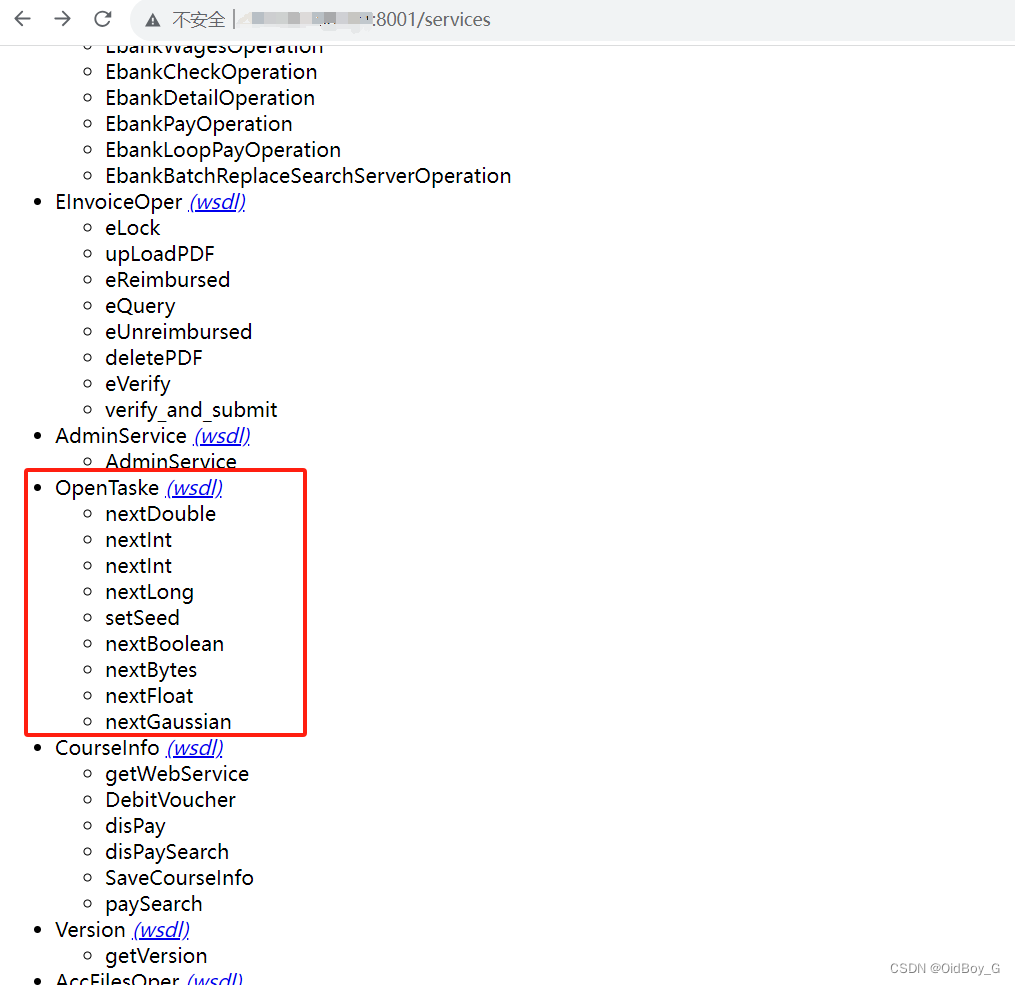 不安全 :8001/services
EbankWagesOperation
EbankCheckOperation
EbankDetailOperation
EbankPayOperation
EbankLoopPayOperation
EbankBatchReplaceSearchServerOperation
EInvoiceOper (wsdl)
eLock
upLoadPDF
eReimbursed
eQuery
eUnreimbursed
deletePDF
eVerify
verify_and_submit
AdminService (wsdl)
AdminService
OpenTaske (wsdl)
nextDouble
nextInt
nextInt
nextLong
setSeed
nextBoolean
nextBytes
nextFloat
nextGaussian
CourseInfo (wsdl)
getWebService
DebitVoucher
disPay
disPaySearch
SaveCourseInfo
paySearch
Version (wsdl)
getVersion
AccFilesOper (wsdl)
CSDN @OidBoy_G